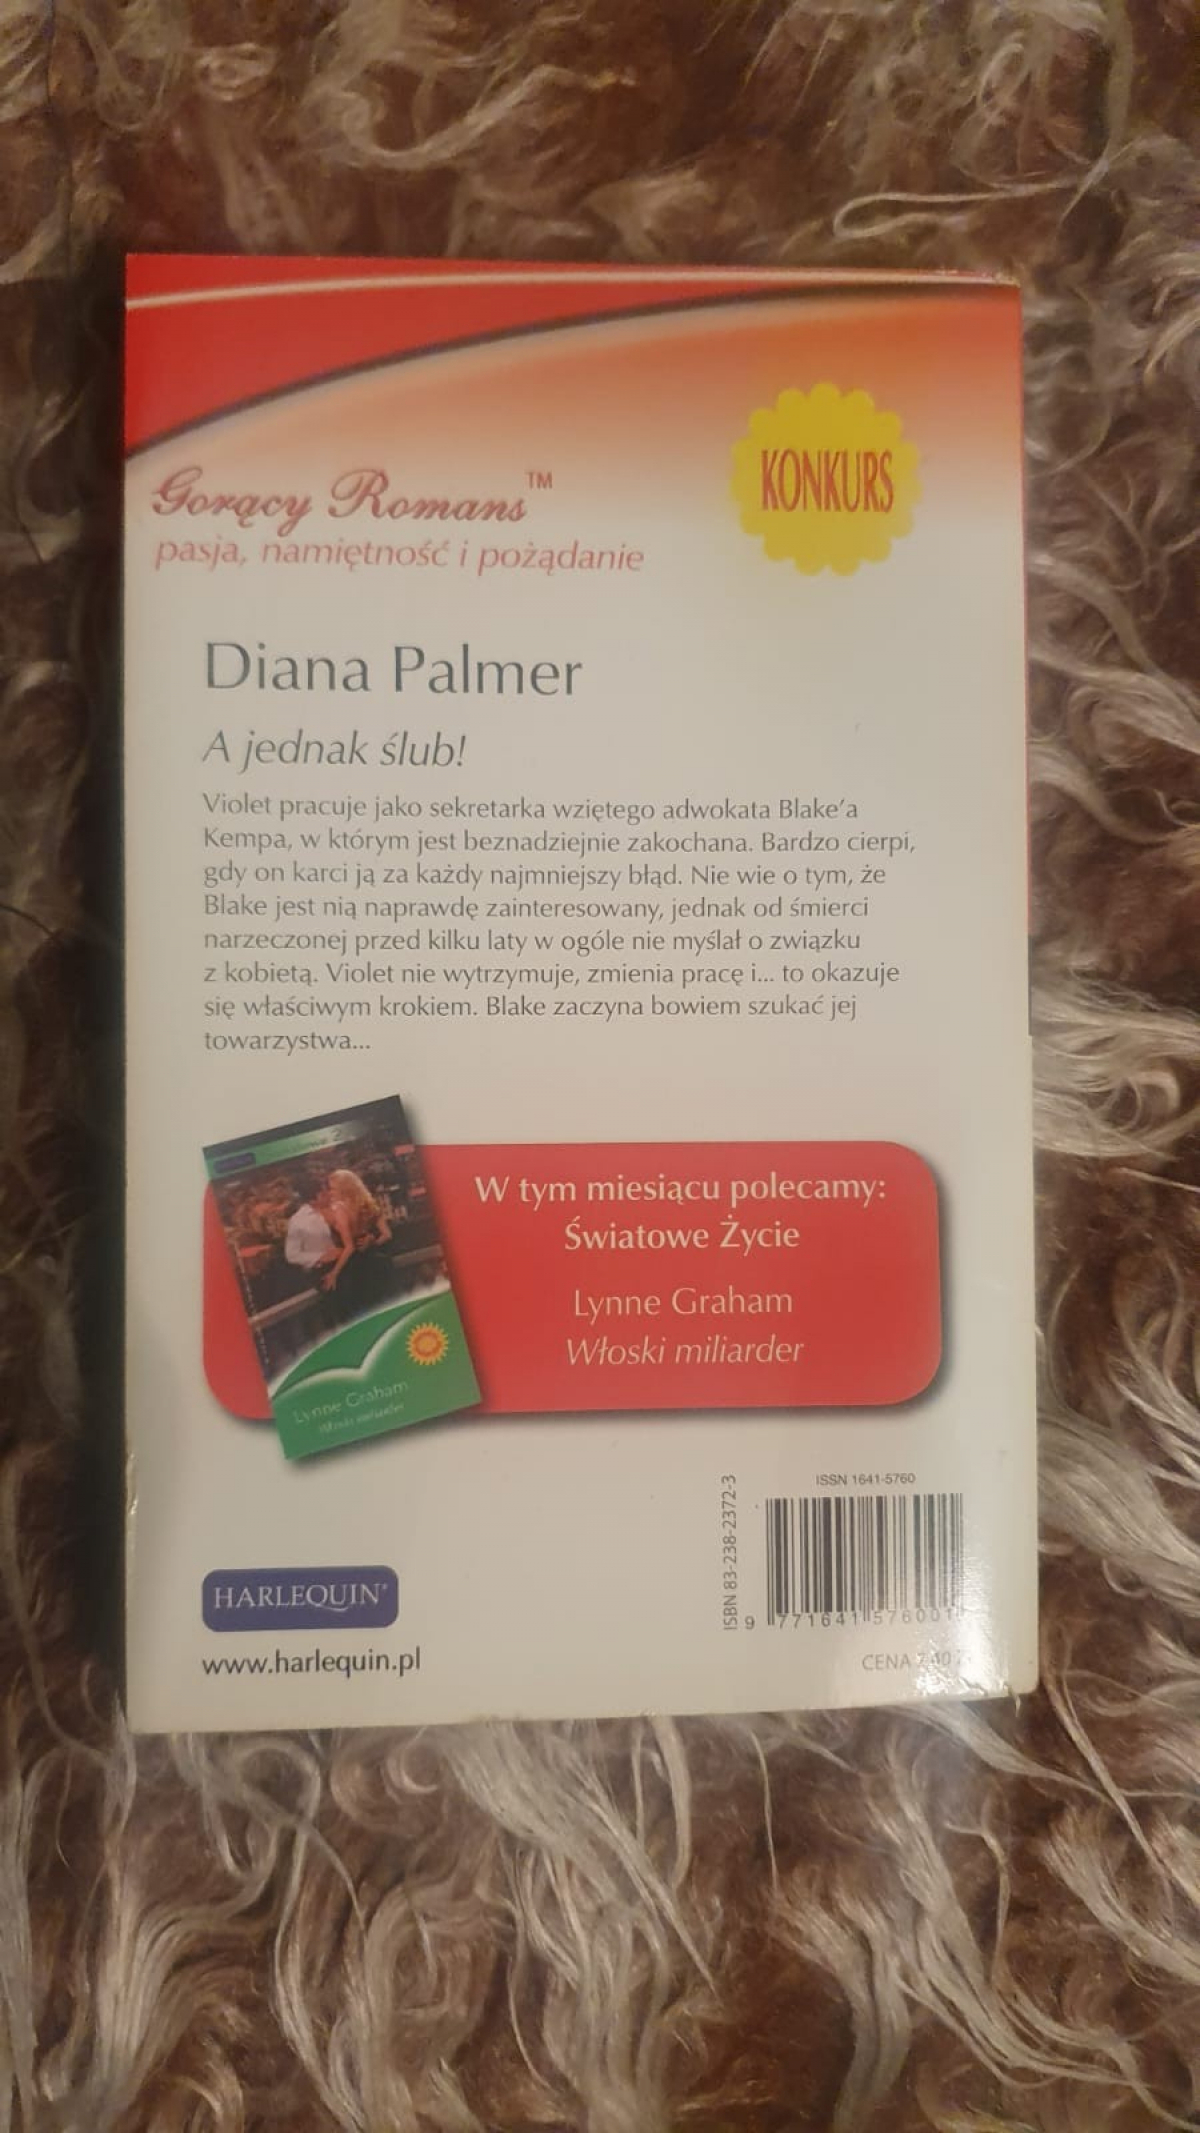 Gorący Romans™
pasja, namiętność i pożądanie
KONKURS
Diana Palmer
A jednak ślub!
Violet pracuje jako sekretarka wziętego adwokata Blake'a
Kempa, w którym jest beznadziejnie zakochana. Bardzo cierpi,
gdy on karci ją za każdy najmniejszy błąd. Nie wie o tym, że
Blake jest nią naprawdę zainteresowany, jednak od śmierci
narzeczonej przed kilku laty w ogóle nie myślał o związku
z kobietą. Violet nie wytrzymuje, zmienia pracę i... to okazuje
się właściwym krokiem. Blake zaczyna bowiem szukać jej
towarzystwa...
W tym miesiącu polecamy:
Światowe Życie
Lynne Graham
Włoski miliarder
Lynne Graham
Włoski miliarder
ISSN 1641-5760
ISBN 83-238-2372-3
9 771641 576001
HARLEQUIN®
www.harlequin.pl
CENA